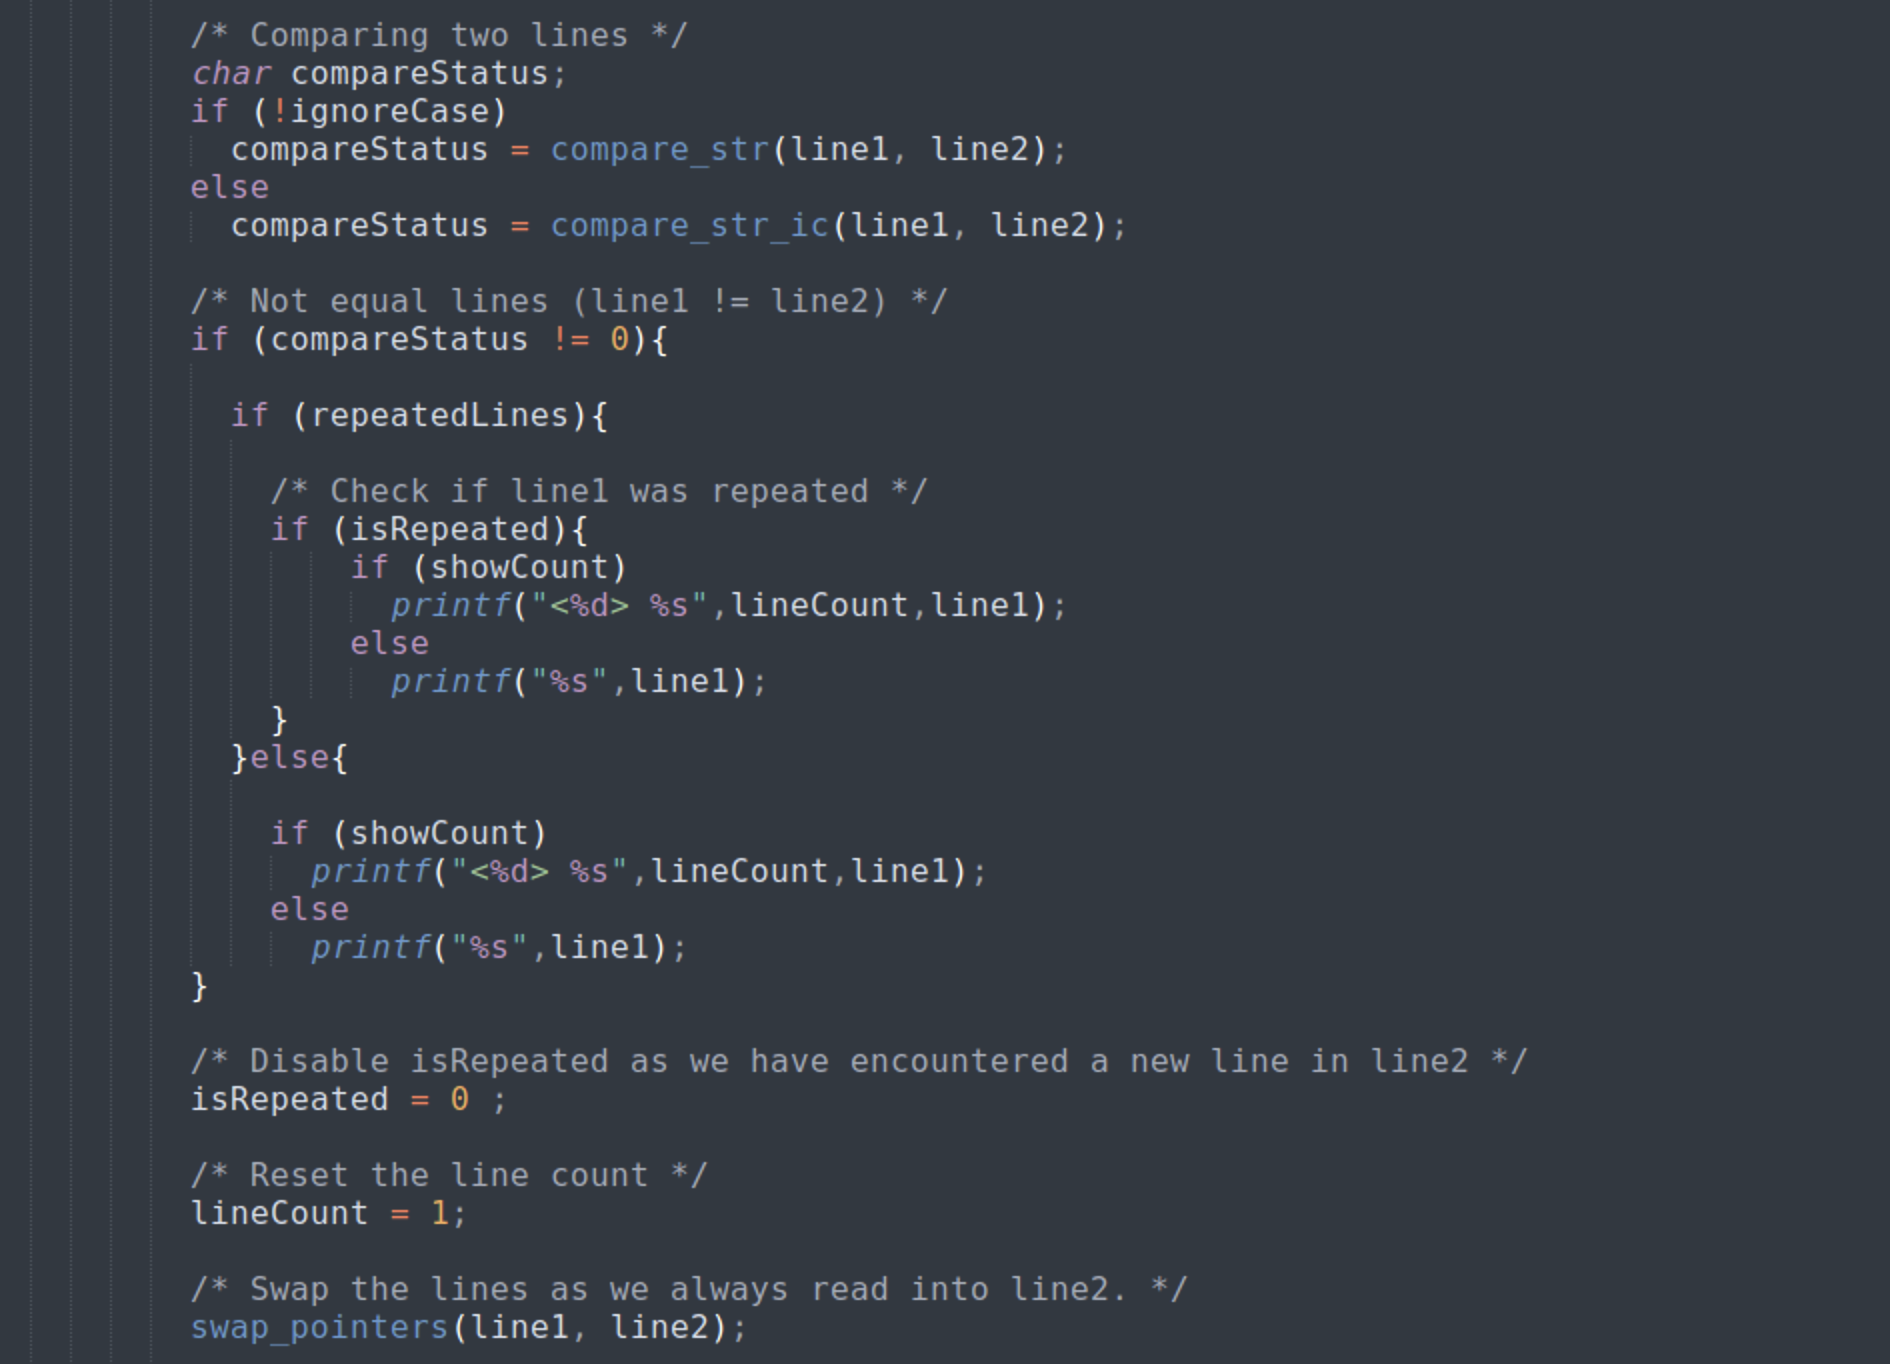 /* Comparing two lines */
char compareStatus;
if (!ignoreCase)
compareStatus = compare_str(line1, line2);
else
compareStatus = compare_str_ic(line1, line2);
/* Not equal lines (line1 != line2) */
if (compareStatus != 0){
if (repeatedLines){
/* Check if line1 was repeated */
if (isRepeated){
if (showCount)
printf("<%d> %s",lineCount,line1);
else
printf("%s",line1);
}
}else{
if (showCount)
printf("<%d> %s",lineCount,line1);
else
printf("%s",line1);
}
/* Disable isRepeated as we have encountered a new line in line2 */
isRepeated = 0 ;
/* Reset the line count */
lineCount = 1;
/* Swap the lines as we always read into line2. */
swap_pointers(line1, line2);